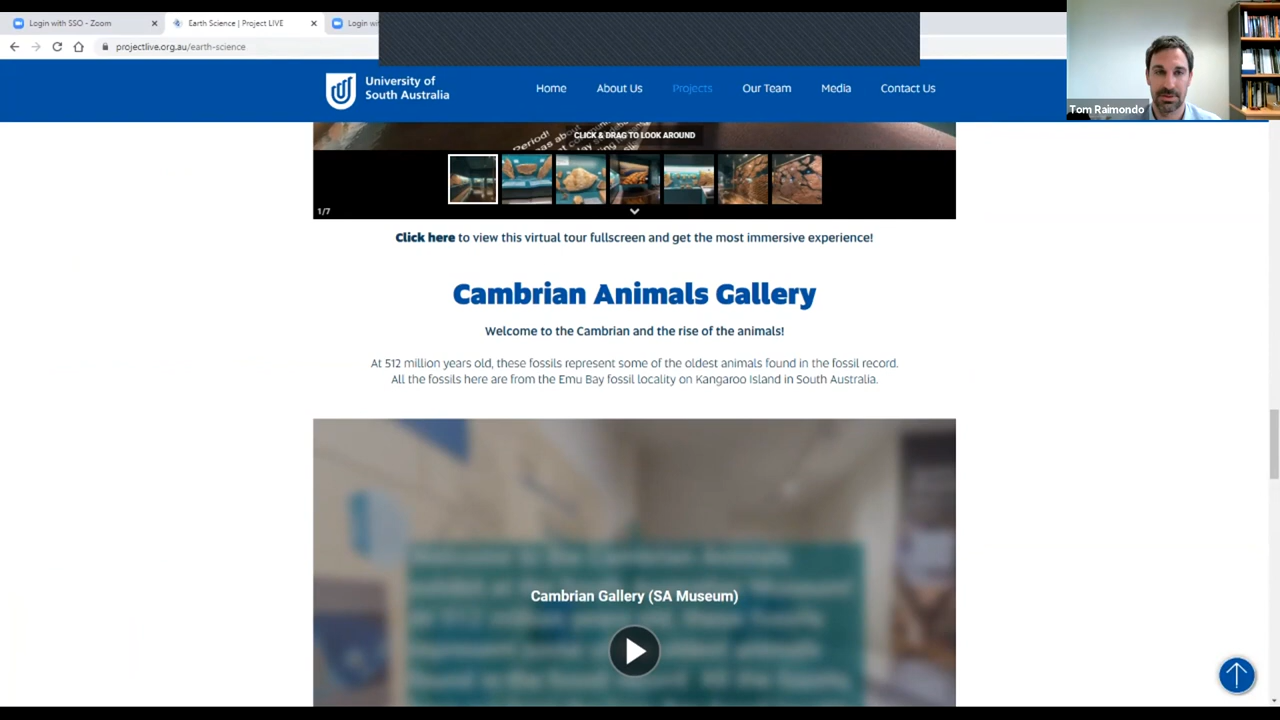 Login with SSO - Zoom
Earth Science | Project LIVE
Login wi
projectlive.org.au/earth-science
University of
South Australia
Home
About Us
Projects
Our Team
Media
Contact Us
Tom Raimondo
Period!
CLICK & DRAG TO LOOK AROUND
1/7
Click here to view this virtual tour fullscreen and get the most immersive experience!
Cambrian Animals Gallery
Welcome to the Cambrian and the rise of the animals!
At 512 million years old, these fossils represent some of the oldest animals found in the fossil record.
All the fossils here are from the Emu Bay fossil locality on Kangaroo Island in South Australia.
Cambrian Gallery (SA Museum)